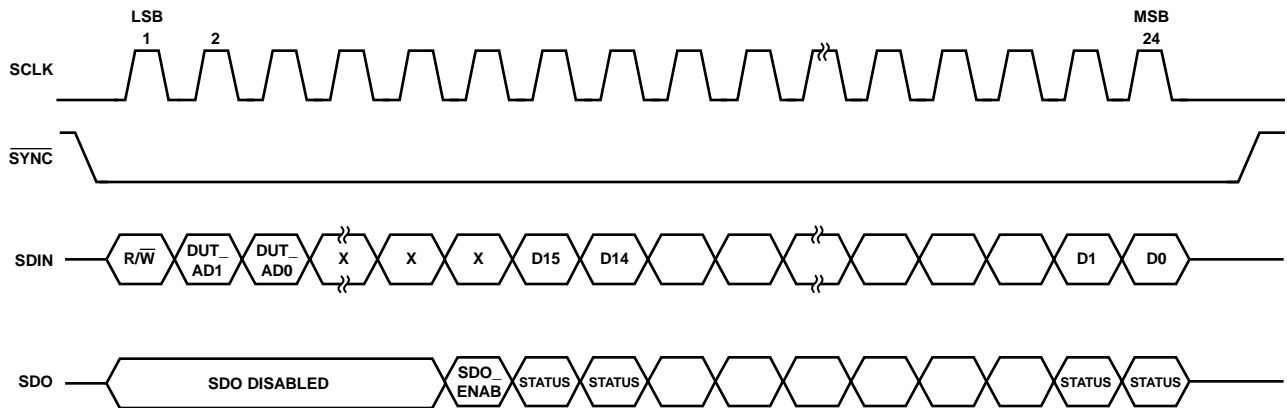 LSB MSB
1 2 24
SCLK
SYNC
SDIN R/W DUT_ DUT_ X X X D15 D14 D1 D0
AD1 AD0
SDO SDO DISABLED SDO_ STATUS STATUS STATUS STATUS
ENAB